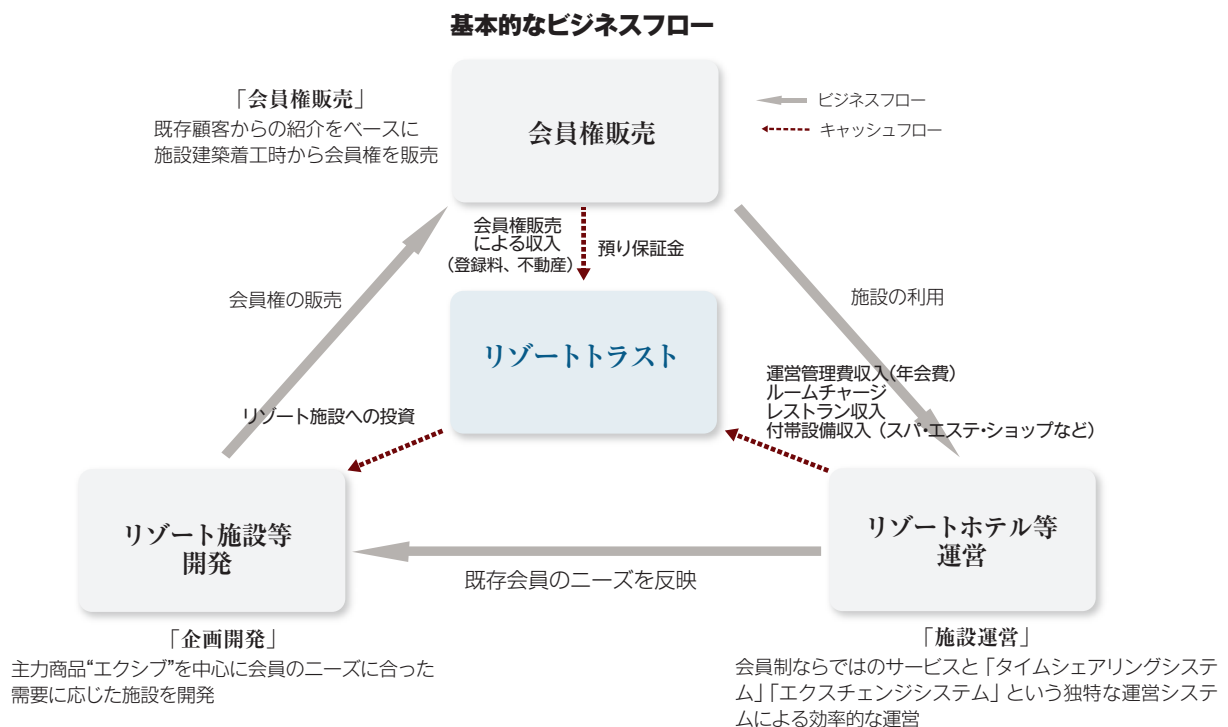 基本的なビジネスフロー
「会員権販売」
既存顧客からの紹介をベースに
施設建築着工時から会員権を販売
会員権販売
ビジネスフロー
キャッシュフロー
会員権販売
による収入
(登録料、不動産)
預り保証金
会員権の販売
施設の利用
リゾートトラスト
運営管理費収入(年会費)
ルームチャージ
レストラン収入
付帯設備収入(スパ・エステ・ショップなど)
リゾート施設への投資
リゾート施設等
開発
リゾートホテル等
運営
既存会員のニーズを反映
「企画開発」
主力商品“エクシブ”を中心に会員のニーズに合った
需要に応じた施設を開発
「施設運営」
会員制ならではのサービスと「タイムシェアリングシステ
ム」「エクスチェンジシステム」という独特な運営システ
ムによる効率的な運営